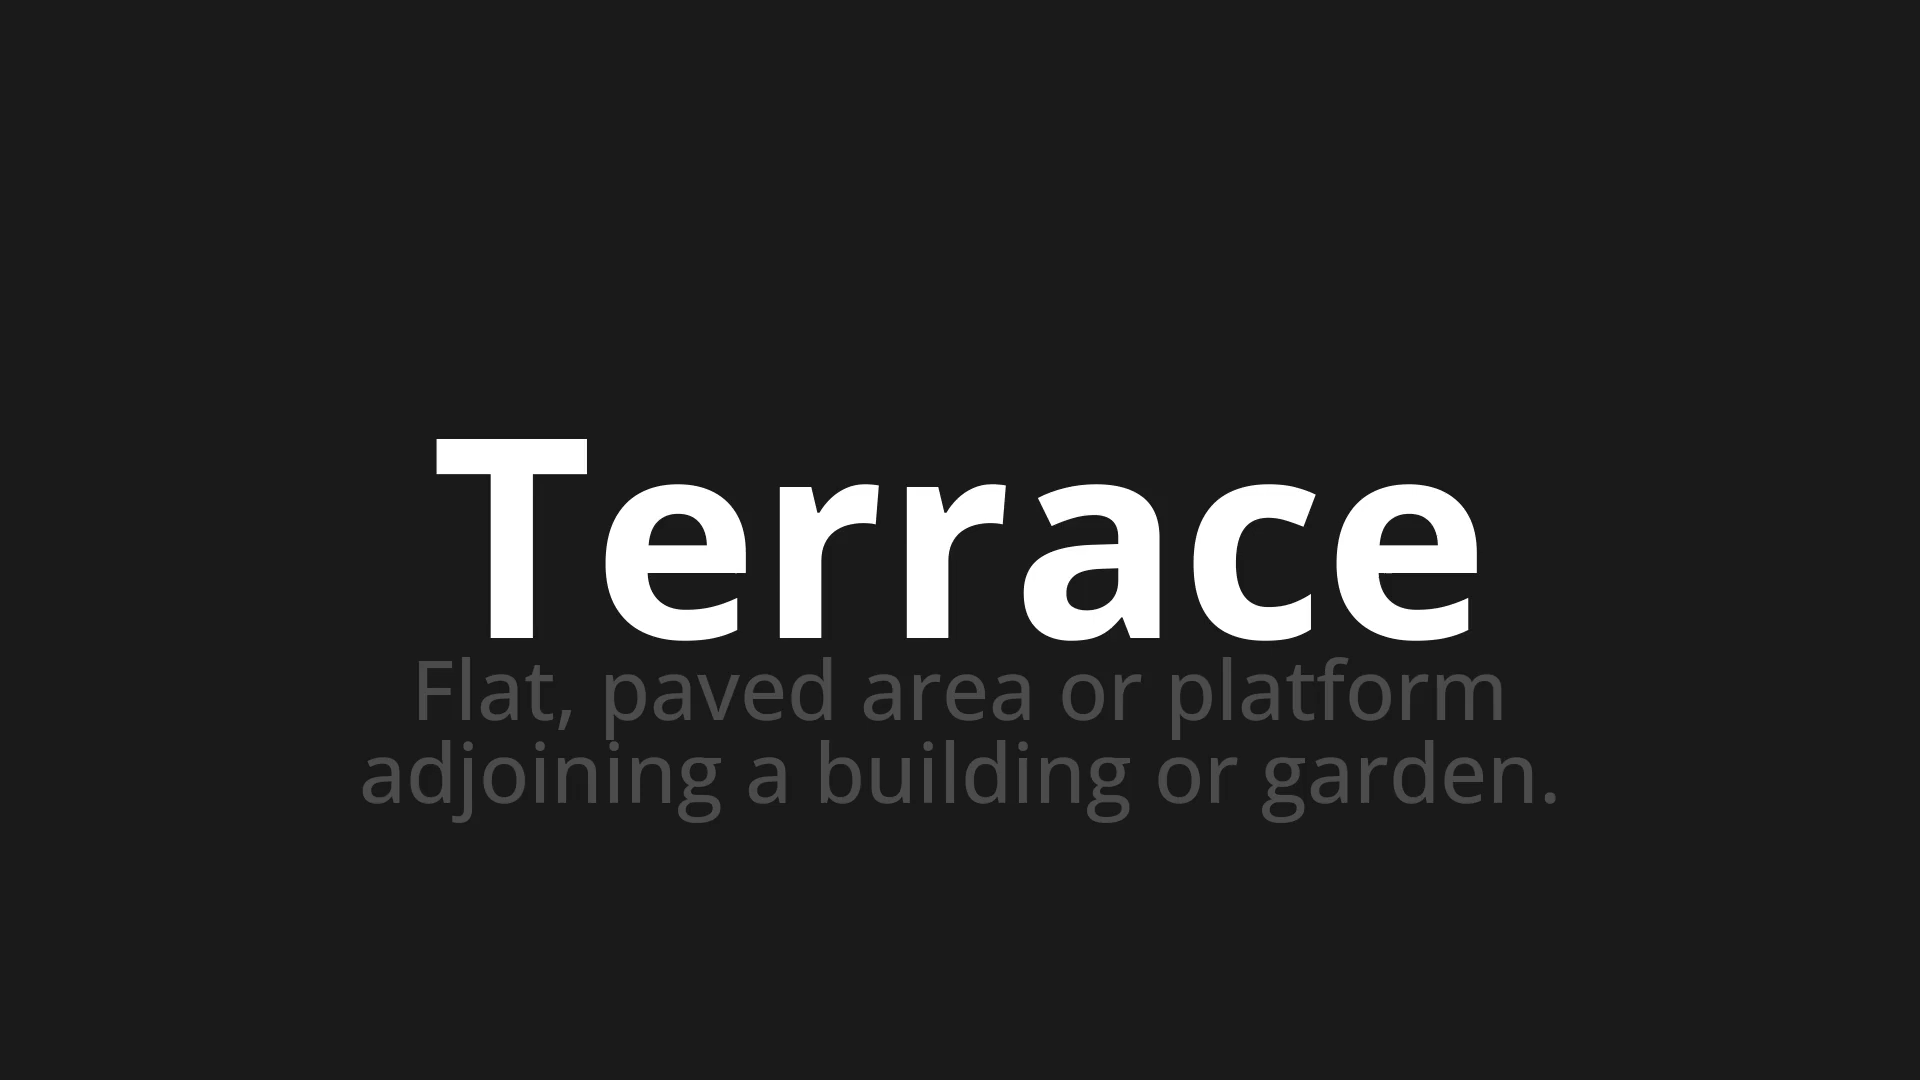 Terrace
Flat, paved area or platform
adjoining a building or garden.